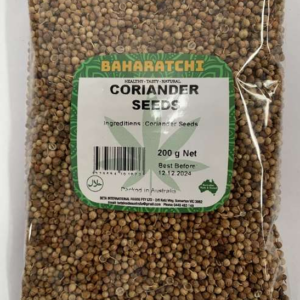 BAHARATCHI
HEALTHY - TASTY - NATURAL
CORIANDER
SEEDS
Ingredients: Coriander Seeds
200 g Net
Best Before
12.12.2024
Packed in Australia